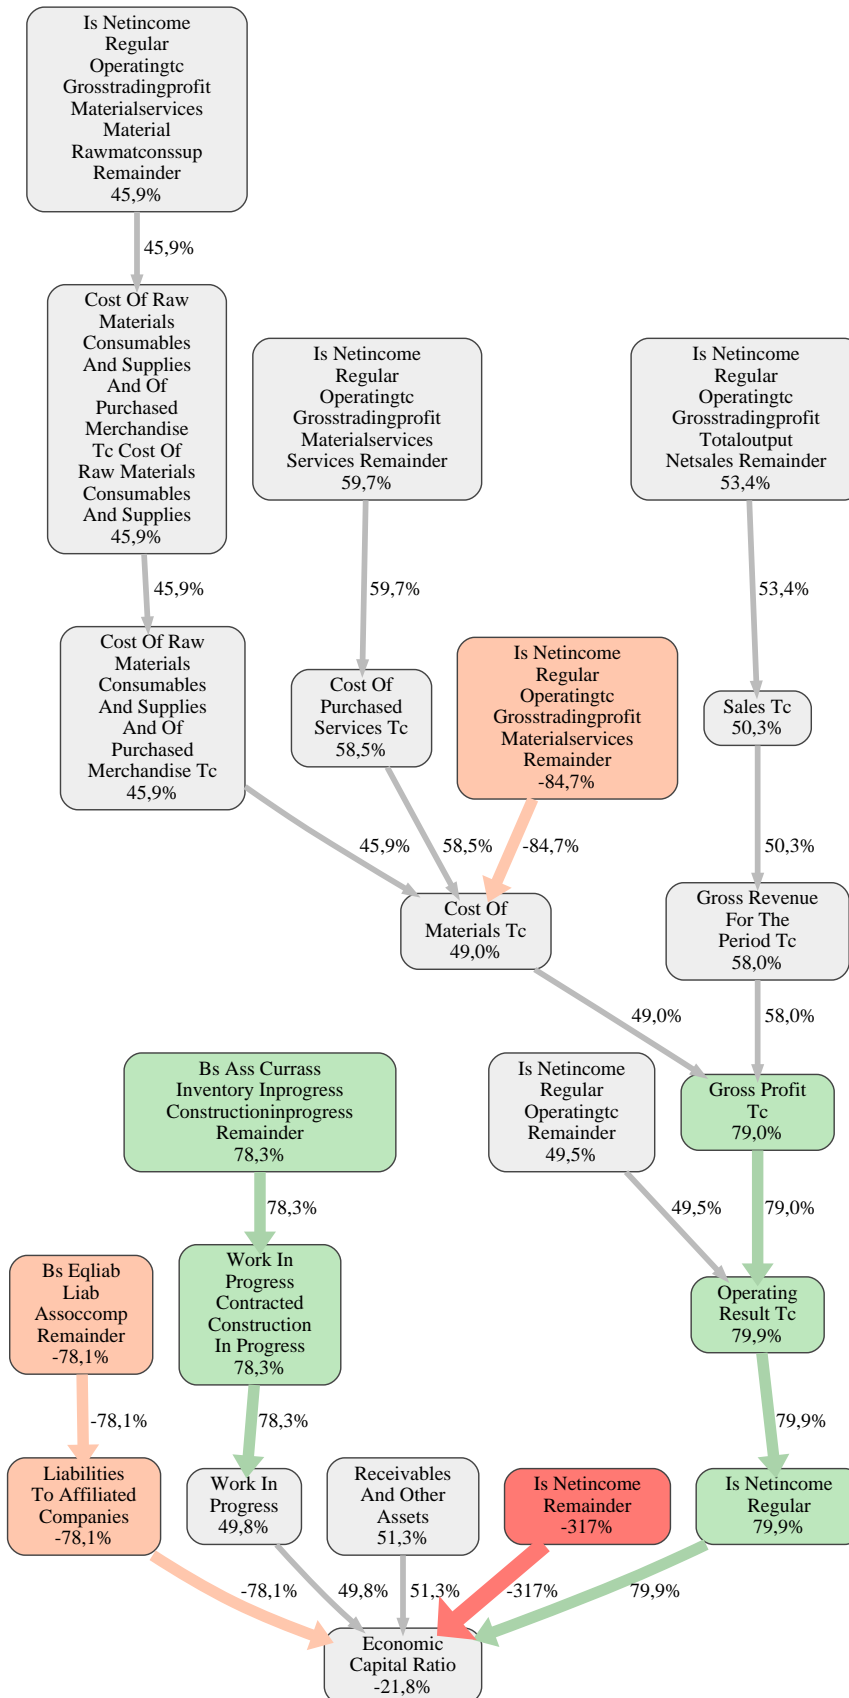 Is Netincome
Regular
Operatingtc
Grosstradingprofit
Materialservices
Material
Rawmatconssup
Remainder
45,9%
45,9%
Cost Of Raw
Materials
Consumables
And Supplies
And Of
Purchased
Merchandise
Tc Cost Of
Raw Materials
Consumables
And Supplies
45,9%
Is Netincome
Regular
Operatingtc
Grosstradingprofit
Materialservices
Services Remainder
59,7%
Is Netincome
Regular
Operatingtc
Grosstradingprofit
Totaloutput
Netsales Remainder
53,4%
45,9%
59,7%
53,4%
Cost Of Raw
Materials
Consumables
And Supplies
And Of
Purchased
Merchandise Tc
45,9%
Cost Of
Purchased
Services Tc
58,5%
Is Netincome
Regular
Operatingtc
Grosstradingprofit
Materialservices
Remainder
-84,7%
Sales Tc
50,3%
45,9%
58,5%
-84,7%
50,3%
Cost Of
Materials Tc
49,0%
Gross Revenue
For The
Period Tc
58,0%
49,0%
58,0%
Bs Ass Currass
Inventory Inprogress
Constructioninprogress
Remainder
78,3%
Is Netincome
Regular
Operatingtc
Remainder
49,5%
Gross Profit
Tc
79,0%
78,3%
49,5%
79,0%
Bs Eqliab
Liab
Assoccomp
Remainder
-78,1%
Work In
Progress
Contracted
Construction
In Progress
78,3%
Operating
Result Tc
79,9%
-78,1%
78,3%
79,9%
Liabilities
To Affiliated
Companies
-78,1%
Work In
Progress
49,8%
Receivables
And Other
Assets
51,3%
Is Netincome
Remainder
-317%
Is Netincome
Regular
79,9%
-78,1%
49,8%
51,3%
-317%
79,9%
Economic
Capital Ratio
-21,8%